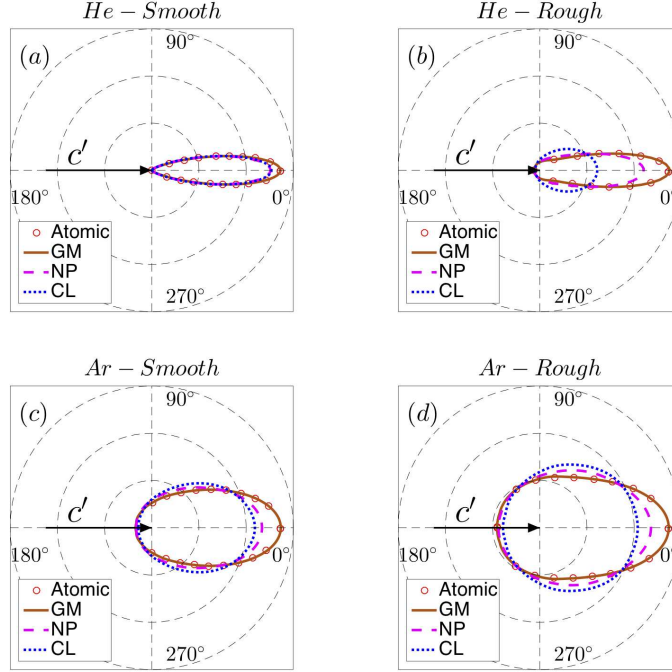 He − Smooth
(a)
90°
c′
180°
0°
270°
Atomic
GM
NP
CL
He − Rough
(b)
90°
c′
180°
0°
270°
Atomic
GM
NP
CL
Ar − Smooth
(c)
90°
c′
180°
0°
270°
Atomic
GM
NP
CL
Ar − Rough
(d)
90°
c′
180°
0°
270°
Atomic
GM
NP
CL